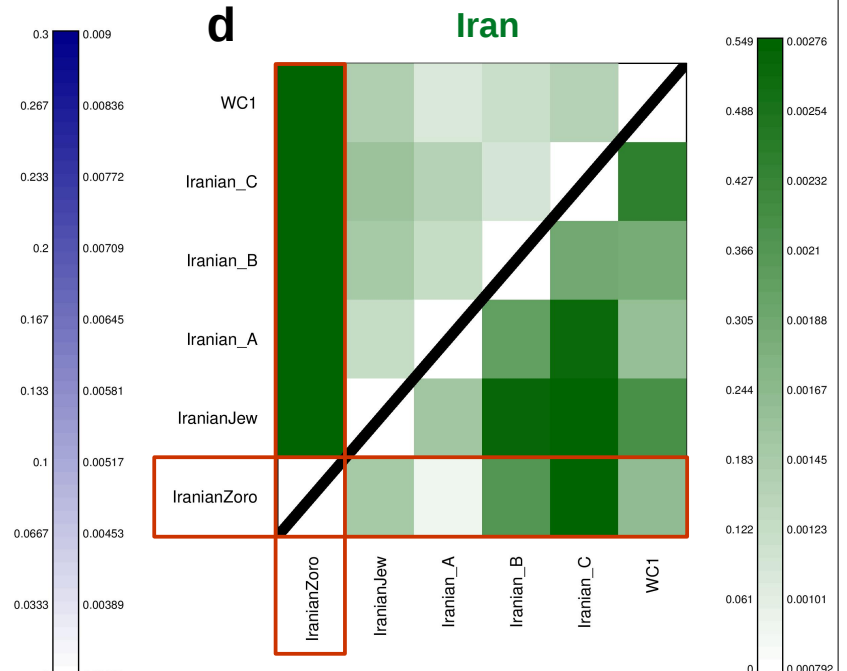 d
Iran
0.3 0.009
0.267 0.00836
0.233 0.00772
0.2 0.00709
0.167 0.00645
0.133 0.00581
0.1 0.00517
0.0667 0.00453
0.0333 0.00389
WC1
Iranian_C
Iranian_B
Iranian_A
IranianJew
IranianZoro
IranianZoro
IranianJew
Iranian_A
Iranian_B
Iranian_C
WC1
0.549 0.00276
0.488 0.00254
0.427 0.00232
0.366 0.0021
0.305 0.00188
0.244 0.00167
0.183 0.00145
0.122 0.00123
0.061 0.00101
0 0.000792